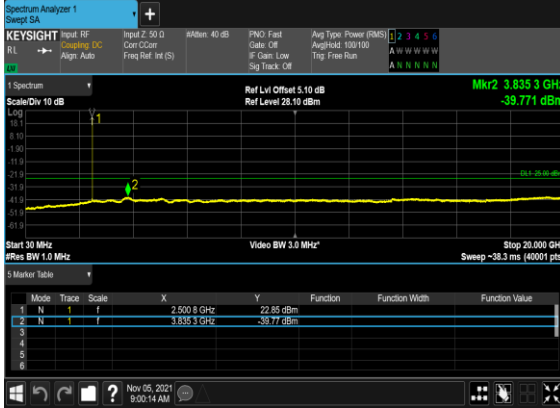 Spectrum Analyzer 1
Swept SA
+
KEYSIGHT
RL
Input: RF
Coupling: DC
Align: Auto
Input Z: 50 Ω
Corr CCorr
Freq Ref: Int (S)
#Atten: 40 dB
PNO: Fast
Gate: Off
IF Gain: Low
Sig Track: Off
Avg Type: Power (RMS)
Avg|Hold: 100/100
Trig: Free Run
1 2 3 4 5 6
A W W W W W
A N N N N N
1 Spectrum
Scale/Div 10 dB
Ref Lvl Offset 5.10 dB
Ref Level 28.10 dBm
Mkr2 3.835 3 GHz
-39.771 dBm
Log
18.1
8.10
-1.90
-11.9
-21.9
-31.9
-41.9
-51.9
-61.9
1
2
DL1 -25.00 dBm
Start 30 MHz
#Res BW 1.0 MHz
Video BW 3.0 MHz*
Stop 20.000 GH
Sweep ~38.3 ms (40001 pts
5 Marker Table
Mode Trace Scale X Y Function Function Width Function Value
1 N 1 f 2.500 8 GHz 22.85 dBm
2 N 1 f 3.835 3 GHz -39.77 dBm
3
4
5
6
?
Nov 05, 2021
9:00:14 AM